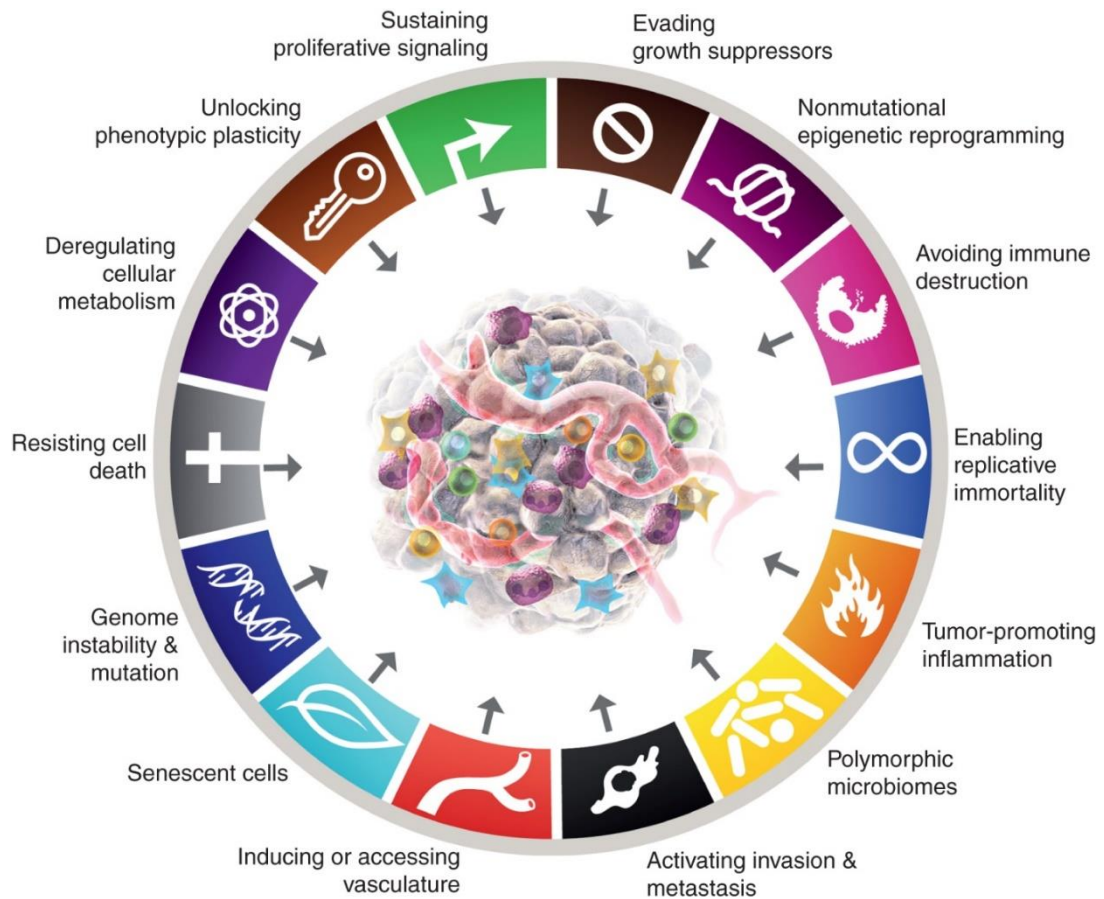 Sustaining
proliferative signaling
Evading
growth suppressors
Nonmutational
epigenetic reprogramming
Avoiding immune
destruction
Enabling
replicative
immortality
Tumor-promoting
inflammation
Polymorphic
microbiomes
Activating invasion &
metastasis
Inducing or accessing
vasculature
Senescent cells
Genome
instability &
mutation
Resisting cell
death
Deregulating
cellular
metabolism
Unlocking
phenotypic plasticity